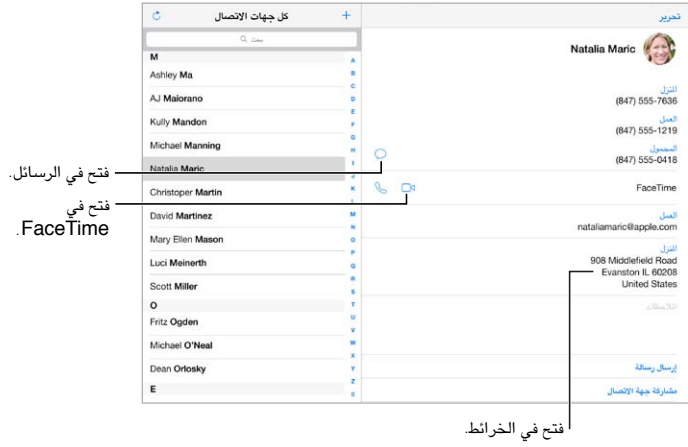 كل جهات الاتصال
+
بحث
M
Ashley Ma
AJ Maiorano
Kully Mandon
Michael Manning
Natalia Maric
Christoper Martin
David Martinez
Mary Ellen Mason
Luci Meinerth
Scott Miller
O
Fritz Ogden
Michael O'Neal
Dean Orlosky
E
A
B
C
D
E
F
G
H
I
J
K
L
M
N
O
P
Q
R
S
T
U
V
W
X
Y
Z
#
تحرير
Natalia Maric
المنزل
(847) 555-7636
العمل
(847) 555-1219
المحمول
(847) 555-0418
FaceTime
العمل
nataliamaric@apple.com
المنزل
908 Middlefield Road
Evanston IL 60208
United States
الملاحظات
إرسال رسالة
مشاركة جهة الاتصال
فتح في الرسائل.
فتح في
FaceTime.
فتح في الخرائط.